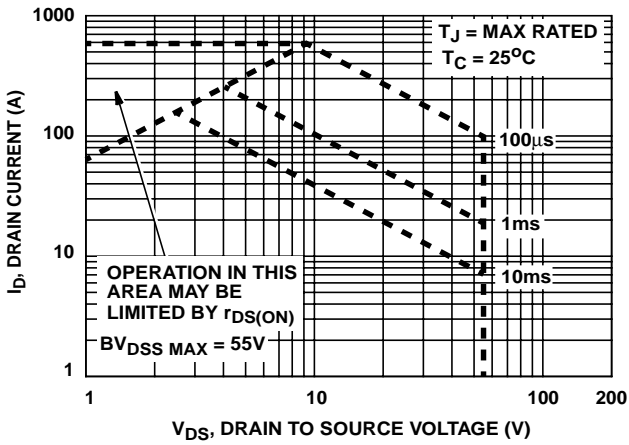 1000
T_J = MAX RATED
T_C = 25°C
100
100μs
I_D, DRAIN CURRENT (A)
1ms
10
10ms
OPERATION IN THIS
AREA MAY BE
LIMITED BY r_DS(ON)
BV_DSS MAX = 55V
1
1 10 100 200
V_DS, DRAIN TO SOURCE VOLTAGE (V)